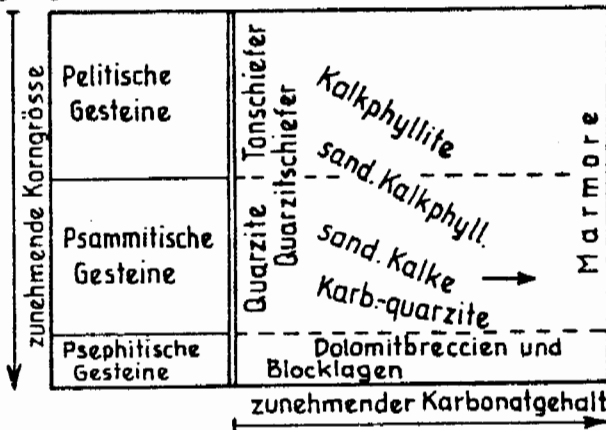 zunehmende Korngrösse
Pelitische
Gesteine
Psammitische
Gesteine
Psephitische
Gesteine
Tonschiefer
Quarzite
Quarzitschiefer
Kalkphyllite
sand. Kalkphyll.
sand. Kalke
Karb.-quarzite
Marmore
Dolomitbreccien und
Blocklagen
zunehmender Karbonatgehalt